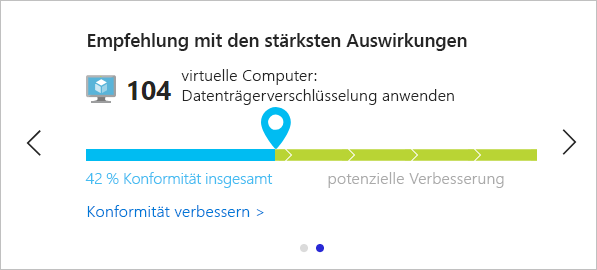 Empfehlung mit den stärksten Auswirkungen
104 virtuelle Computer:
Datenträgerverschlüsselung anwenden
42 % Konformität insgesamt potenzielle Verbesserung
Konformität verbessern >